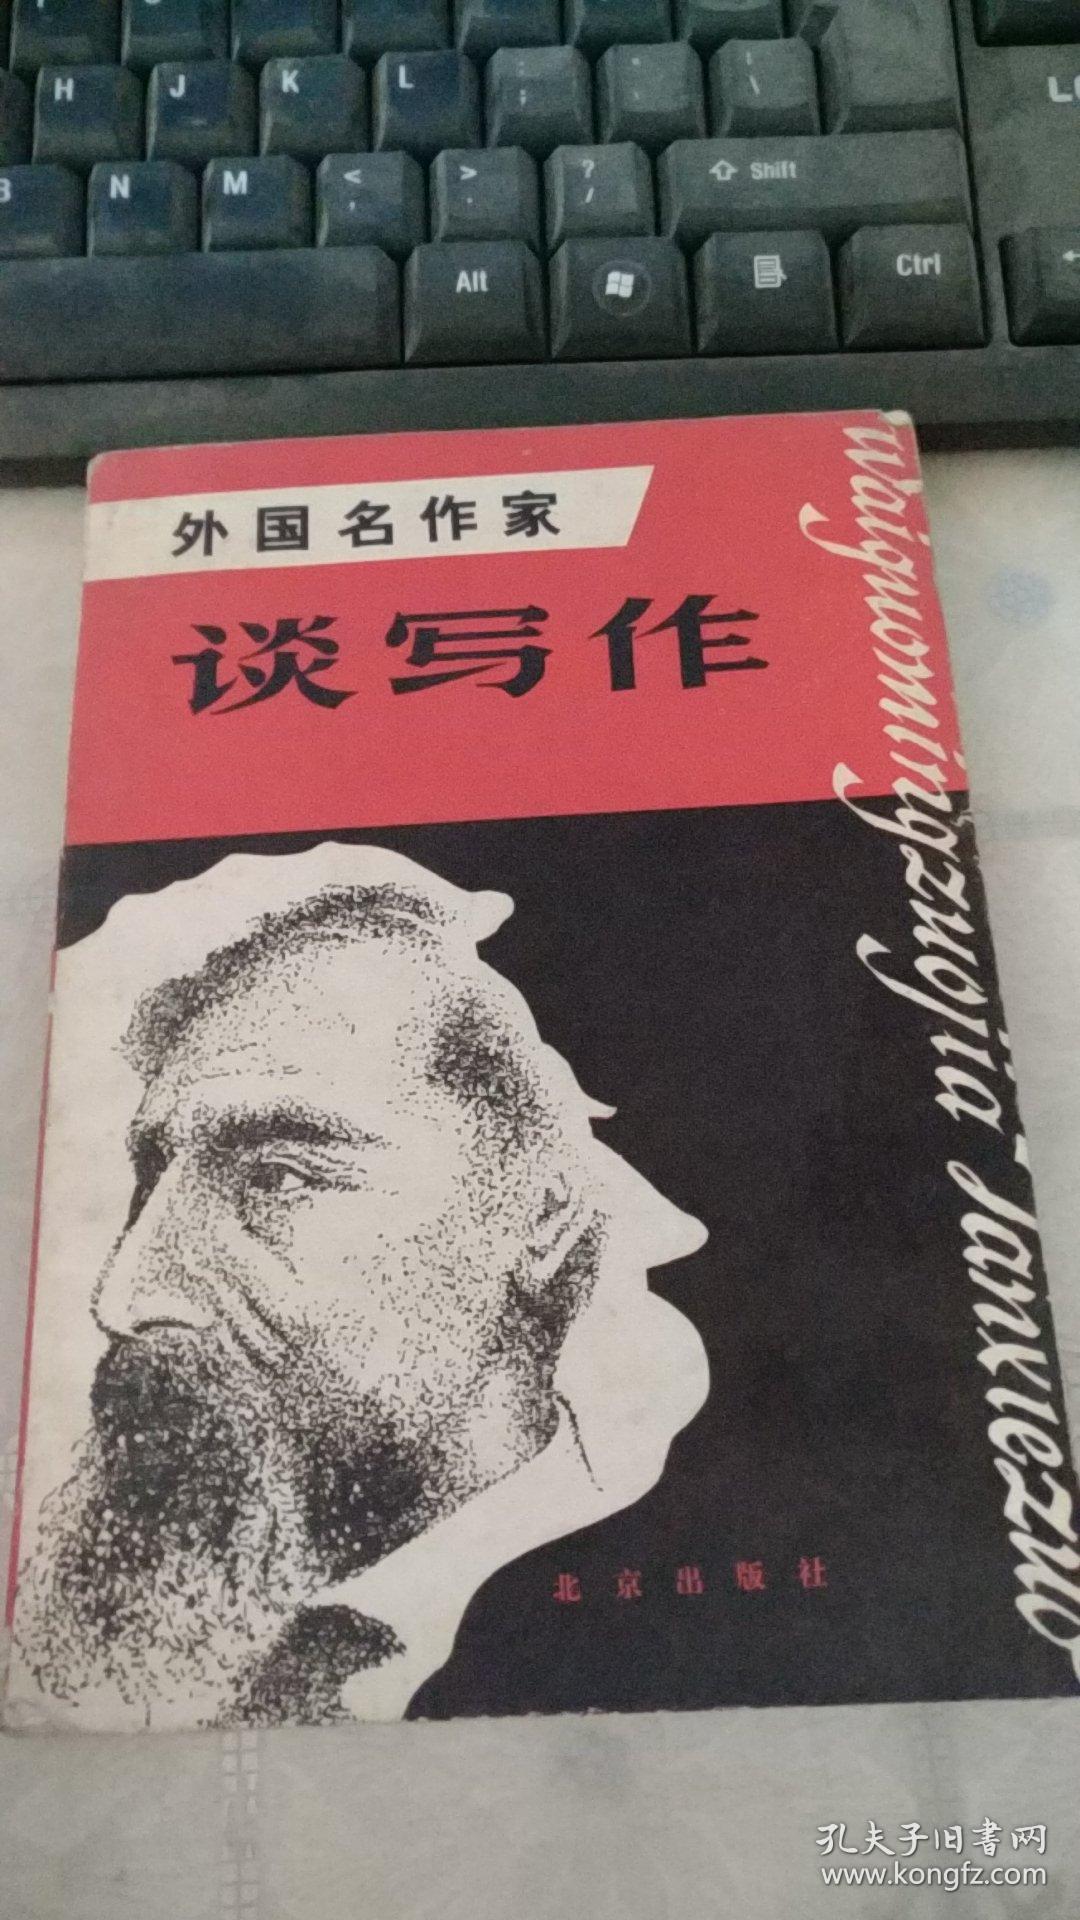 H J K L ; :
B N M < , > . ? / Shift
Alt Ctrl
外国名作家
谈写作
waiguomingzuojia tanxiezuo
北京出版社
孔夫子旧书网
www.kongfz.com